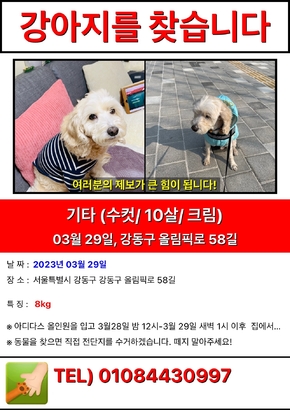 강아지를 찾습니다
여러분의 제보가 큰 힘이 됩니다!
기타 (수컷/ 10살/ 크림)
03월 29일, 강동구 올림픽로 58길
날 짜 : 2023년 03월 29일
장 소 : 서울특별시 강동구 강동구 올림픽로 58길
특 징 : 8kg
※ 아디다스 올인원을 입고 3월28일 밤 12시~3월 29일 새벽 1시 이후 집에서...
※ 동물을 찾으면 직접 전단지를 수거하겠습니다. 떼지 말아주세요!
TEL) 01084430997